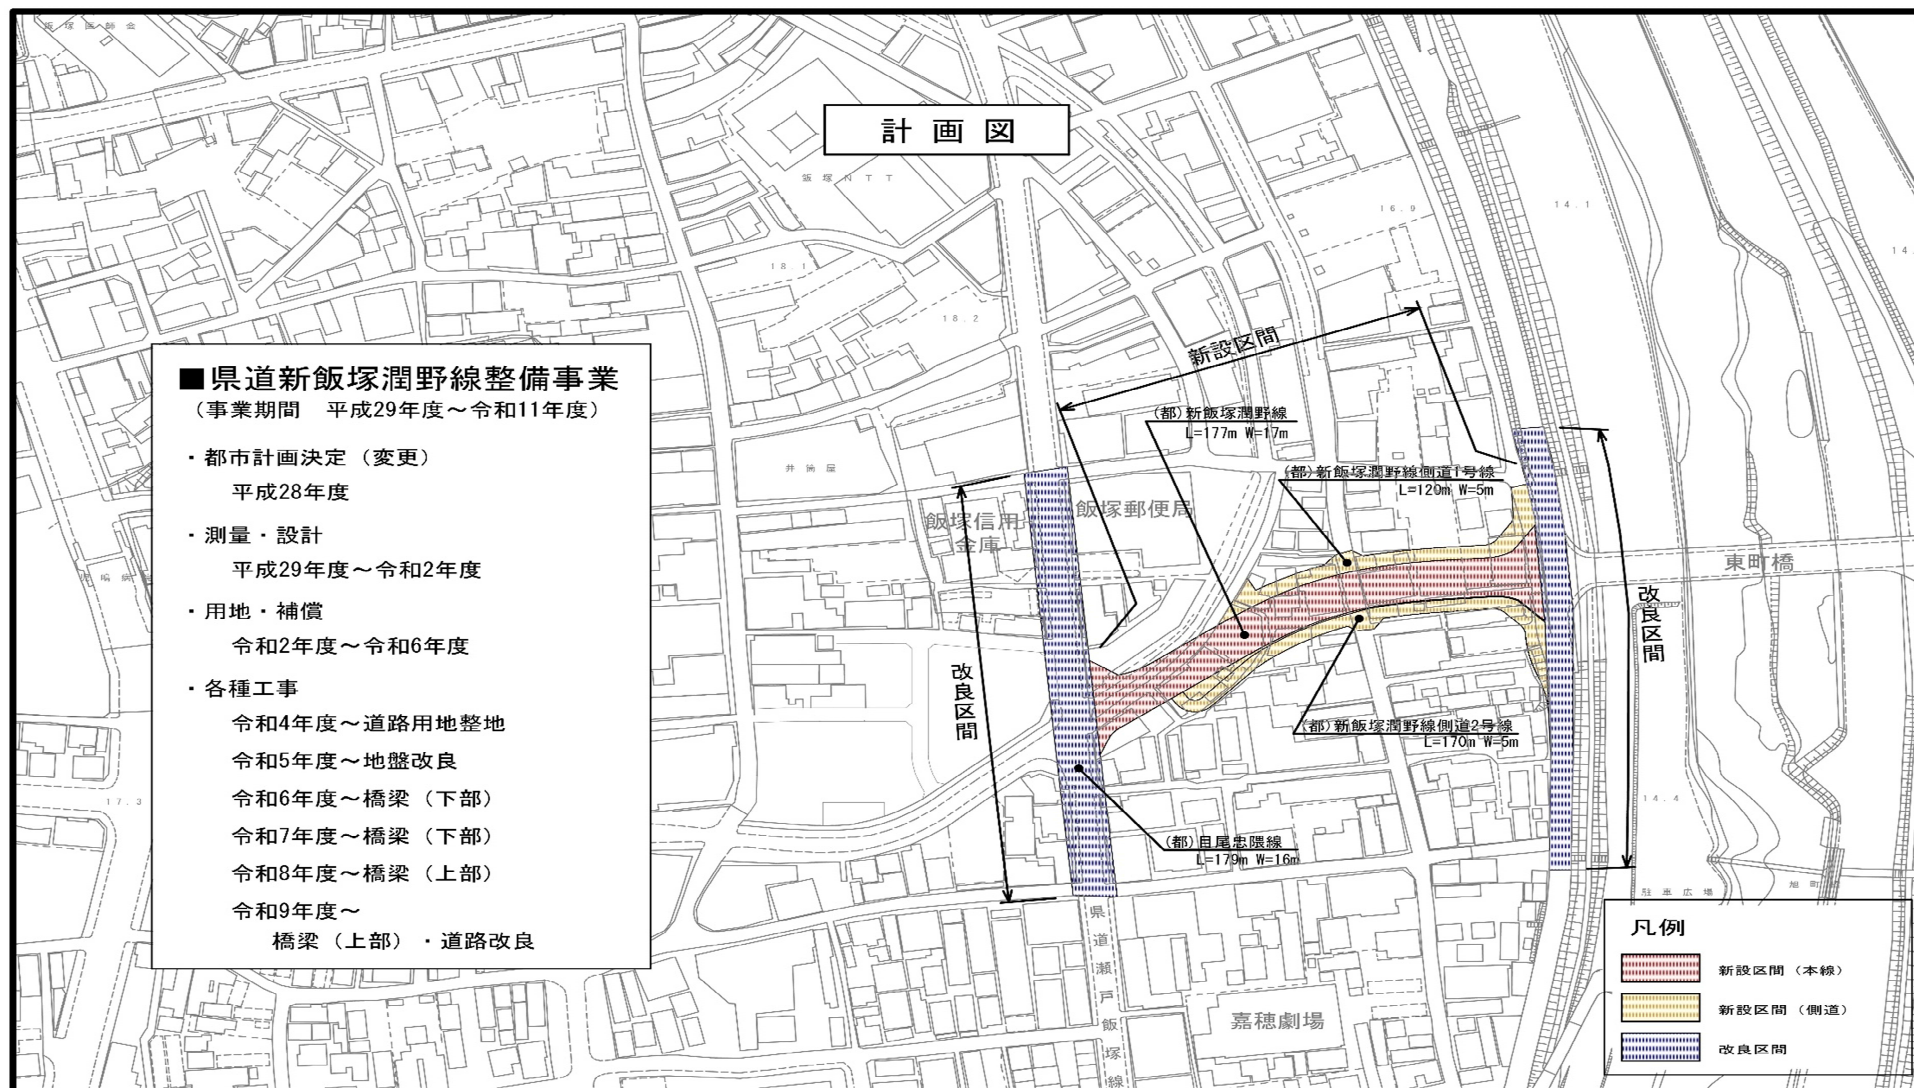 飯塚医師会
計画図
飯塚NTT
16.9
14.1
18.1
18.2
新設区間
■県道新飯塚潤野線整備事業
（事業期間　平成29年度～令和11年度）
・都市計画決定（変更）
平成28年度
・測量・設計
平成29年度～令和2年度
・用地・補償
令和2年度～令和6年度
・各種工事
令和4年度～道路用地整地
令和5年度～地盤改良
令和6年度～橋梁（下部）
令和7年度～橋梁（下部）
令和8年度～橋梁（上部）
令和9年度～
橋梁（上部）・道路改良
(都)新飯塚潤野線
L=177m W=17m
(都)新飯塚潤野線側道1号線
L=129m W=5m
井筒屋
飯塚信用
金庫
飯塚郵便局
東町橋
改良区間
改良区間
(都)新飯塚潤野線側道2号線
L=170m W=5m
17.3
14.4
(都)目尾忠隈線
L=179m W=16m
駐車広場
県道瀬戸飯塚線
嘉穂劇場
凡例
新設区間（本線）
新設区間（側道）
改良区間